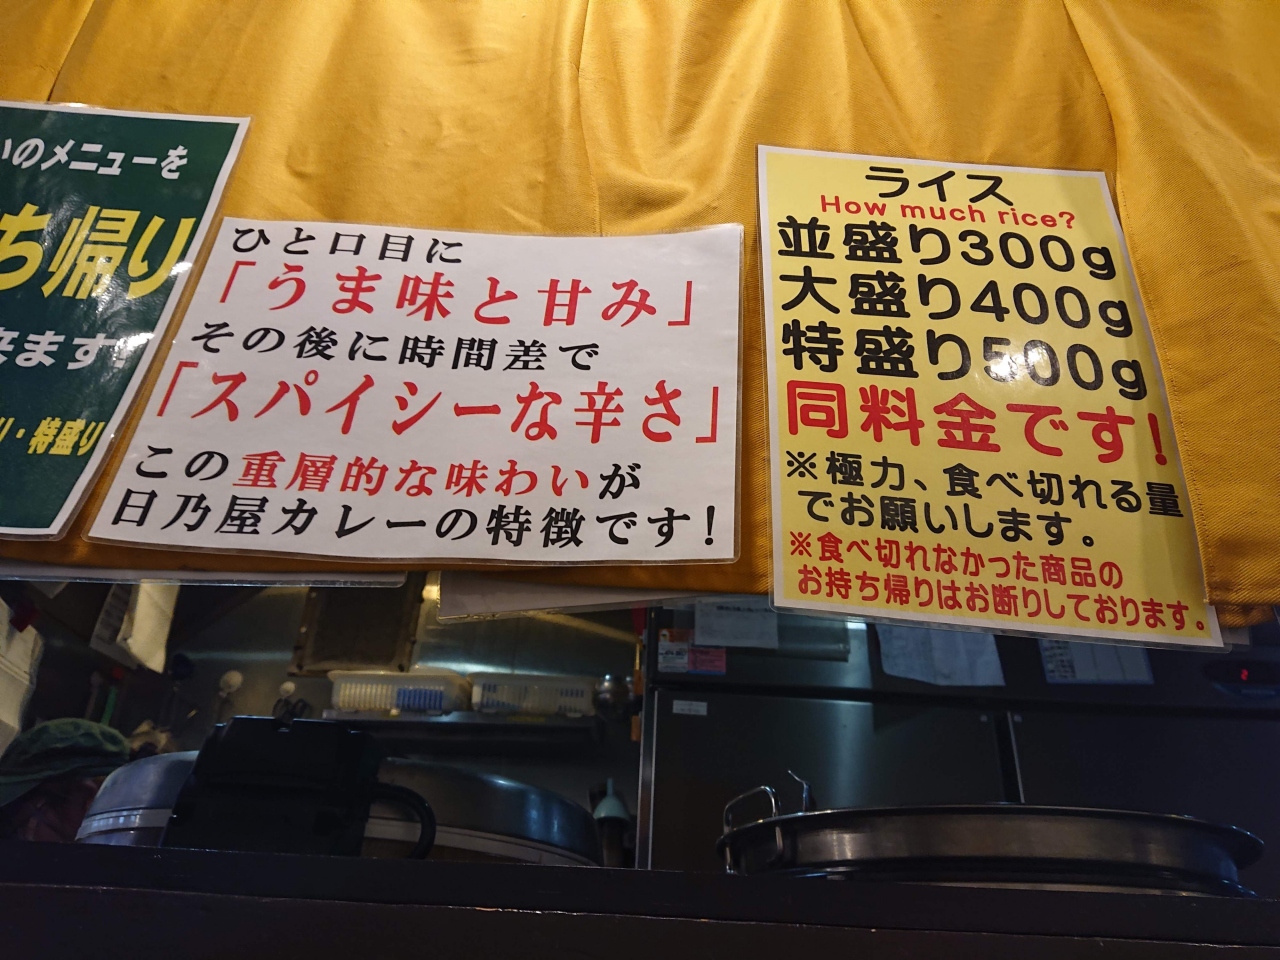 いのメニューを
ち帰り
来ます!
り・特盛り
ひと口目に
「うま味と甘み」
その後に時間差で
「スパイシーな辛さ」
この重層的な味わいが
日乃屋カレーの特徴です!
ライス
How much rice?
並盛り300g
大盛り400g
特盛り500g
同料金です!
※極力、食べ切れる量
でお願いします。
※食べ切れなかった商品の
お持ち帰りはお断りしております。